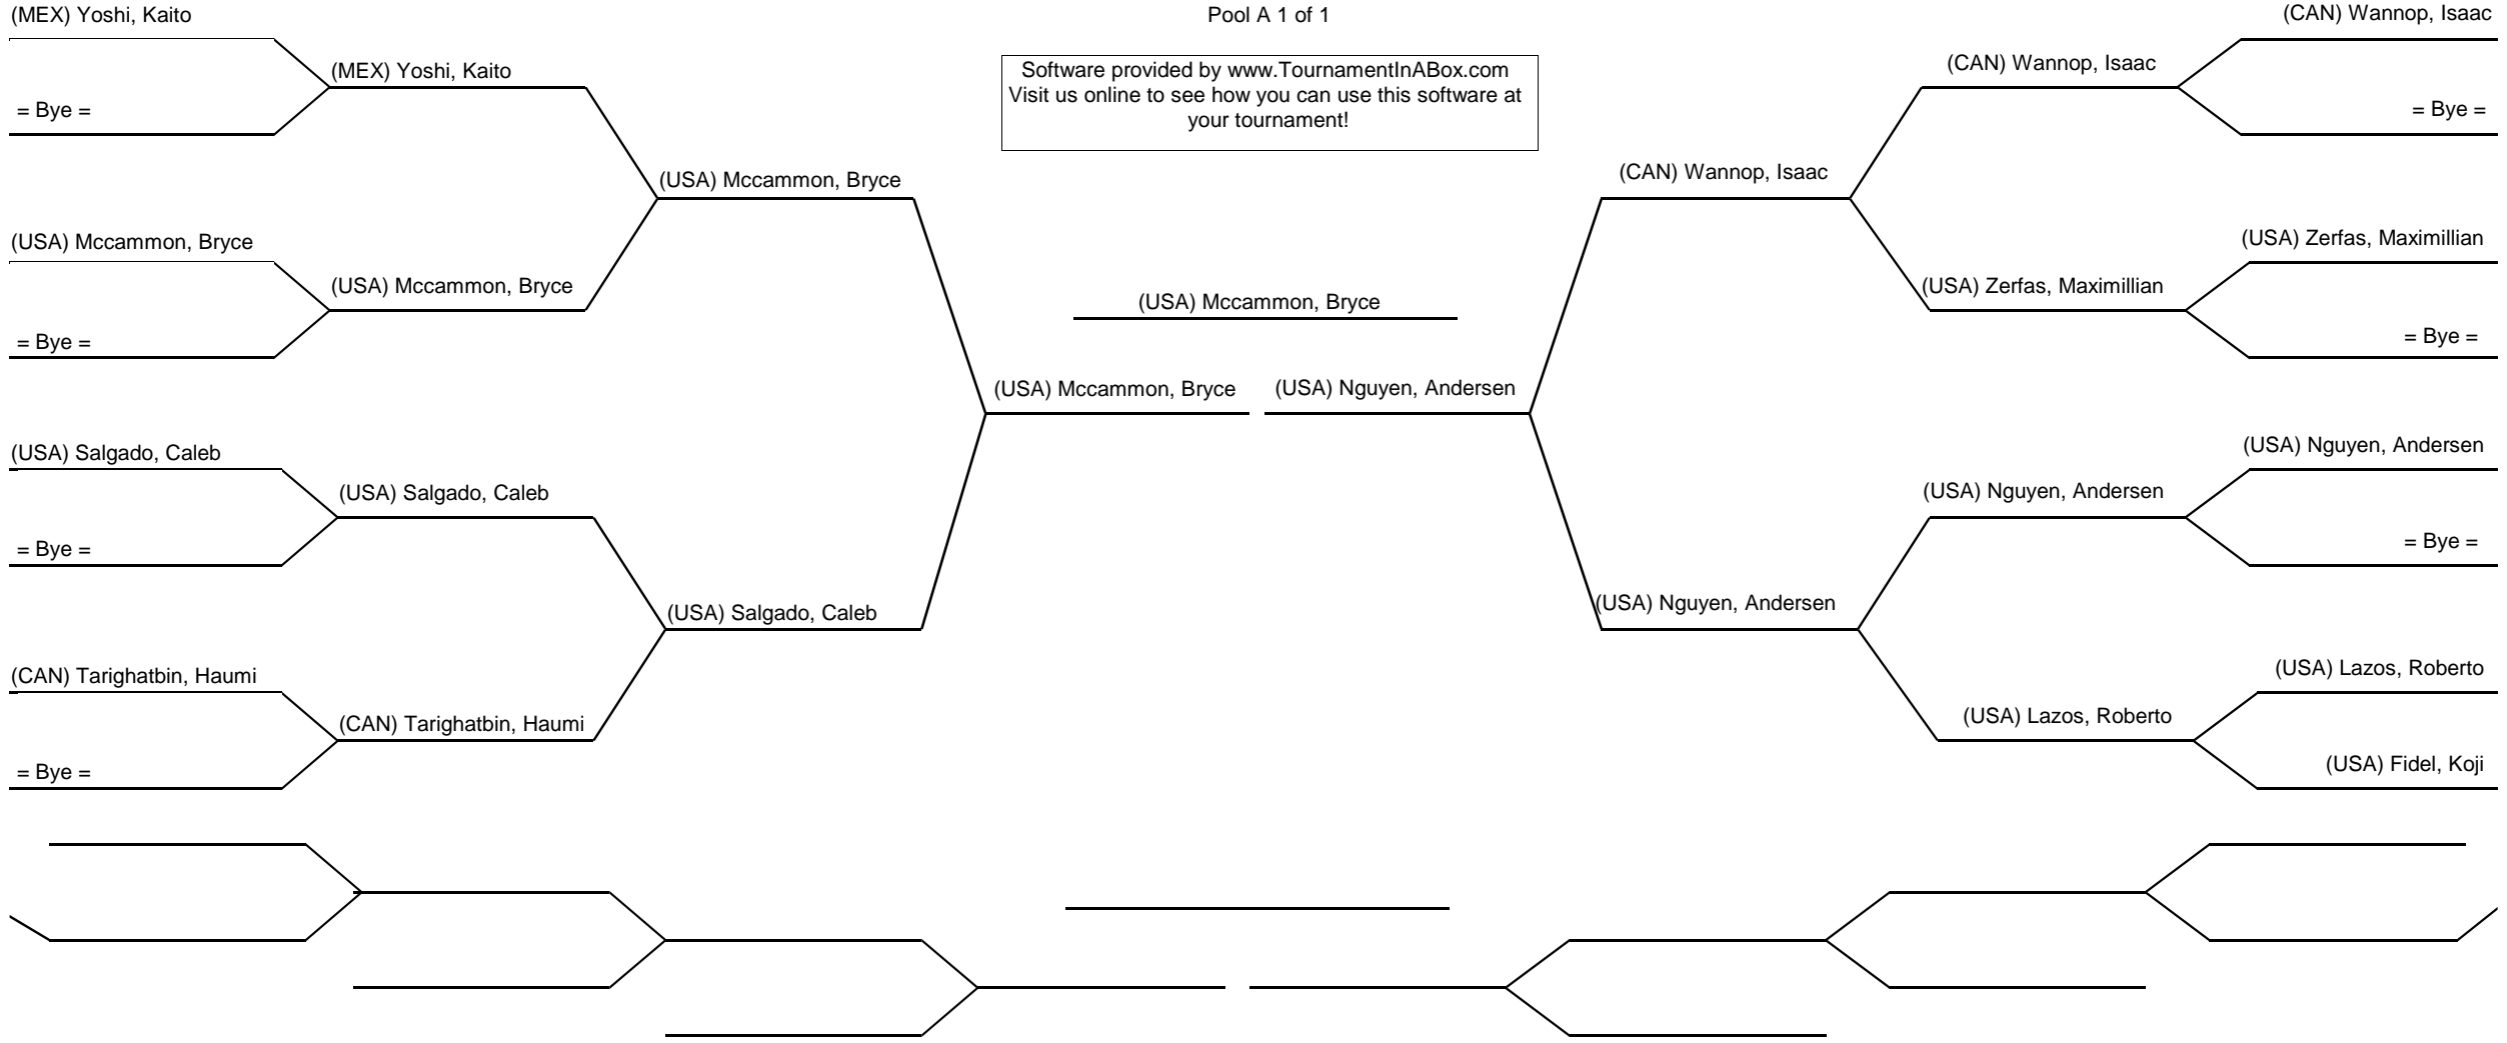 (MEX) Yoshi, Kaito
Pool A 1 of 1
(CAN) Wannop, Isaac
(MEX) Yoshi, Kaito
Software provided by www.TournamentInABox.com
Visit us online to see how you can use this software at
your tournament!
(CAN) Wannop, Isaac
= Bye =
= Bye =
(USA) Mccammon, Bryce
(CAN) Wannop, Isaac
(USA) Mccammon, Bryce
(USA) Zerfas, Maximillian
(USA) Mccammon, Bryce
(USA) Mccammon, Bryce
(USA) Zerfas, Maximillian
= Bye =
= Bye =
(USA) Mccammon, Bryce
(USA) Nguyen, Andersen
(USA) Salgado, Caleb
(USA) Nguyen, Andersen
(USA) Salgado, Caleb
(USA) Nguyen, Andersen
= Bye =
= Bye =
(USA) Salgado, Caleb
(USA) Nguyen, Andersen
(CAN) Tarighatbin, Haumi
(USA) Lazos, Roberto
(CAN) Tarighatbin, Haumi
(USA) Lazos, Roberto
= Bye =
(USA) Fidel, Koji